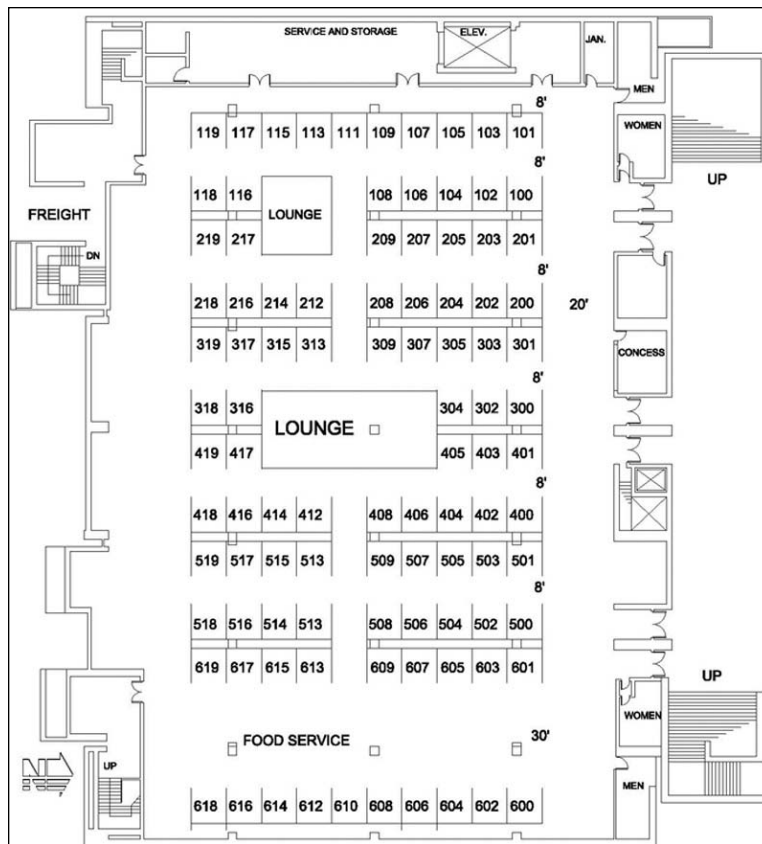 SERVICE AND STORAGE ELEV. JAN.
MEN
8'
119 117 115 113 111 109 107 105 103 101
WOMEN
8'
UP
118 116 108 106 104 102 100
FREIGHT LOUNGE
219 217 209 207 205 203 201
DN
8'
218 216 214 212 208 206 204 202 200 20'
319 317 315 313 309 307 305 303 301
CONCESS
8'
318 316 304 302 300
LOUNGE
419 417 405 403 401
8'
418 416 414 412 408 406 404 402 400
519 517 515 513 509 507 505 503 501
8'
518 516 514 513 508 506 504 502 500
619 617 615 613 609 607 605 603 601
UP
WOMEN
FOOD SERVICE 30'
UP
MEN
618 616 614 612 610 608 606 604 602 600